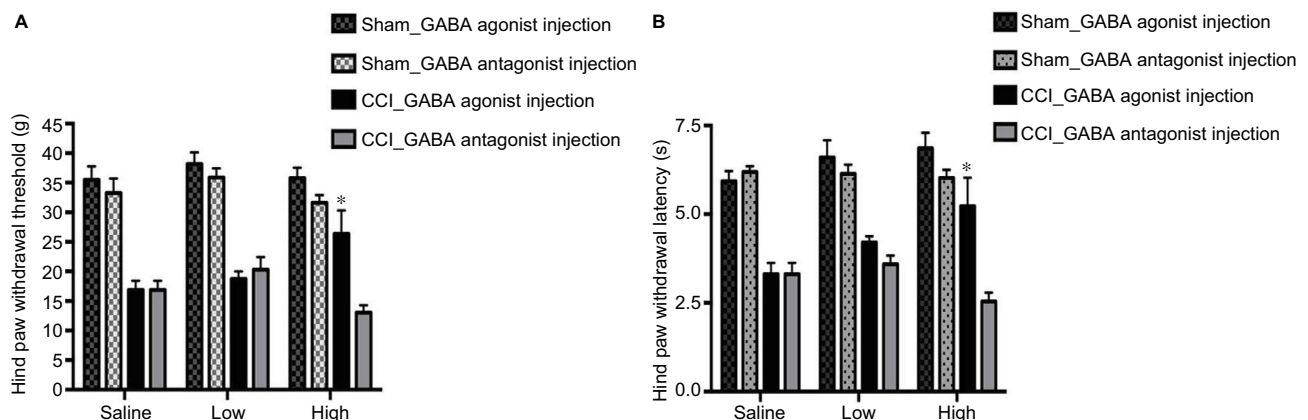 A
Sham_GABA agonist injection
Sham_GABA antagonist injection
CCI_GABA agonist injection
CCI_GABA antagonist injection
Hind paw withdrawal threshold (g)
45
40
35
30
25
20
15
10
5
0
*
Saline Low High
B
Sham_GABA agonist injection
Sham_GABA antagonist injection
CCI_GABA agonist injection
CCI_GABA antagonist injection
Hind paw withdrawal latency (s)
7.5
5.0
2.5
0.0
*
Saline Low High